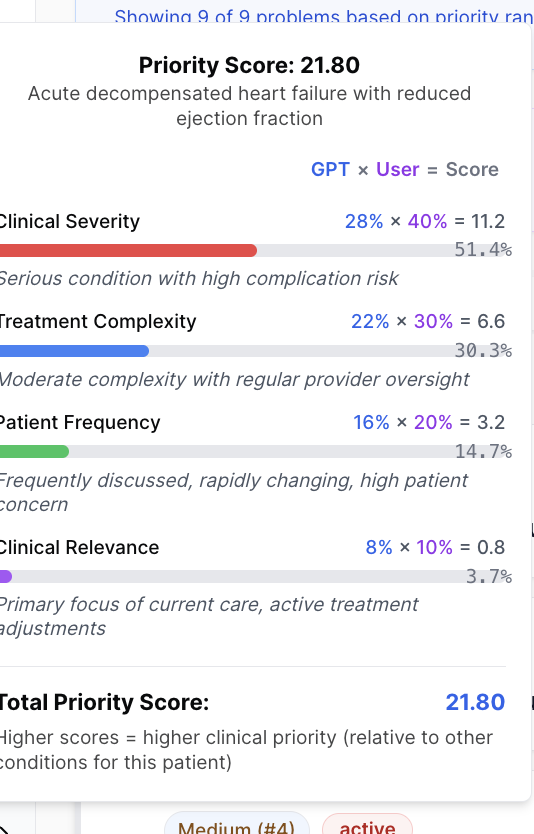 Showing 9 of 9 problems based on priority ran
Priority Score: 21.80
Acute decompensated heart failure with reduced
ejection fraction
GPT × User = Score
Clinical Severity 28% × 40% = 11.2
51.4%
Serious condition with high complication risk
Treatment Complexity 22% × 30% = 6.6
30.3%
Moderate complexity with regular provider oversight
Patient Frequency 16% × 20% = 3.2
14.7%
Frequently discussed, rapidly changing, high patient
concern
Clinical Relevance 8% × 10% = 0.8
3.7%
Primary focus of current care, active treatment
adjustments
Total Priority Score: 21.80
Higher scores = higher clinical priority (relative to other
conditions for this patient)
Medium (#4) active